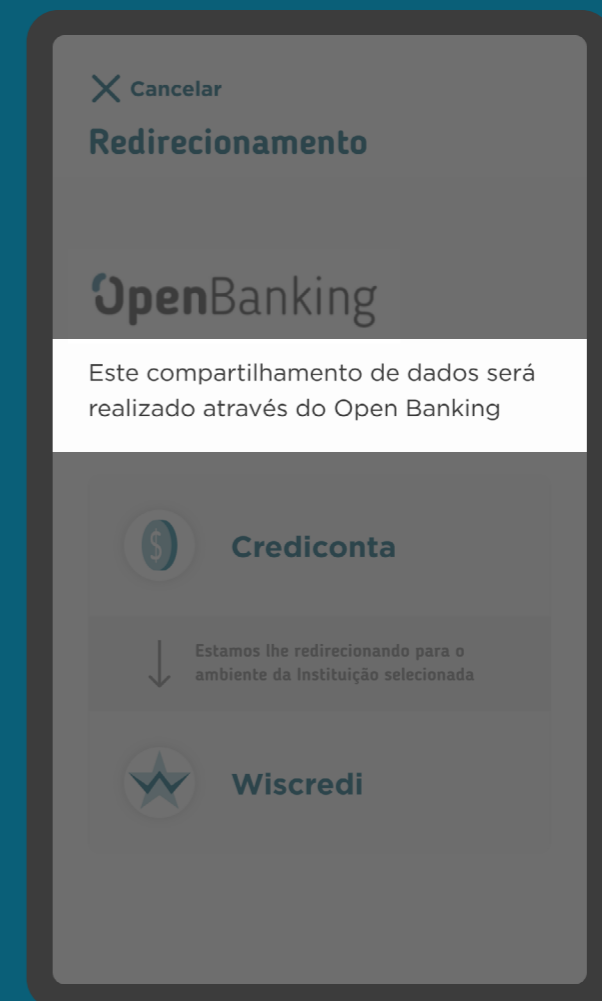 Cancelar
Redirecionamento
OpenBanking
Este compartilhamento de dados será
realizado através do Open Banking
$
Crediconta
Estamos lhe redirecionando para o
ambiente da Instituição selecionada
Wiscredi